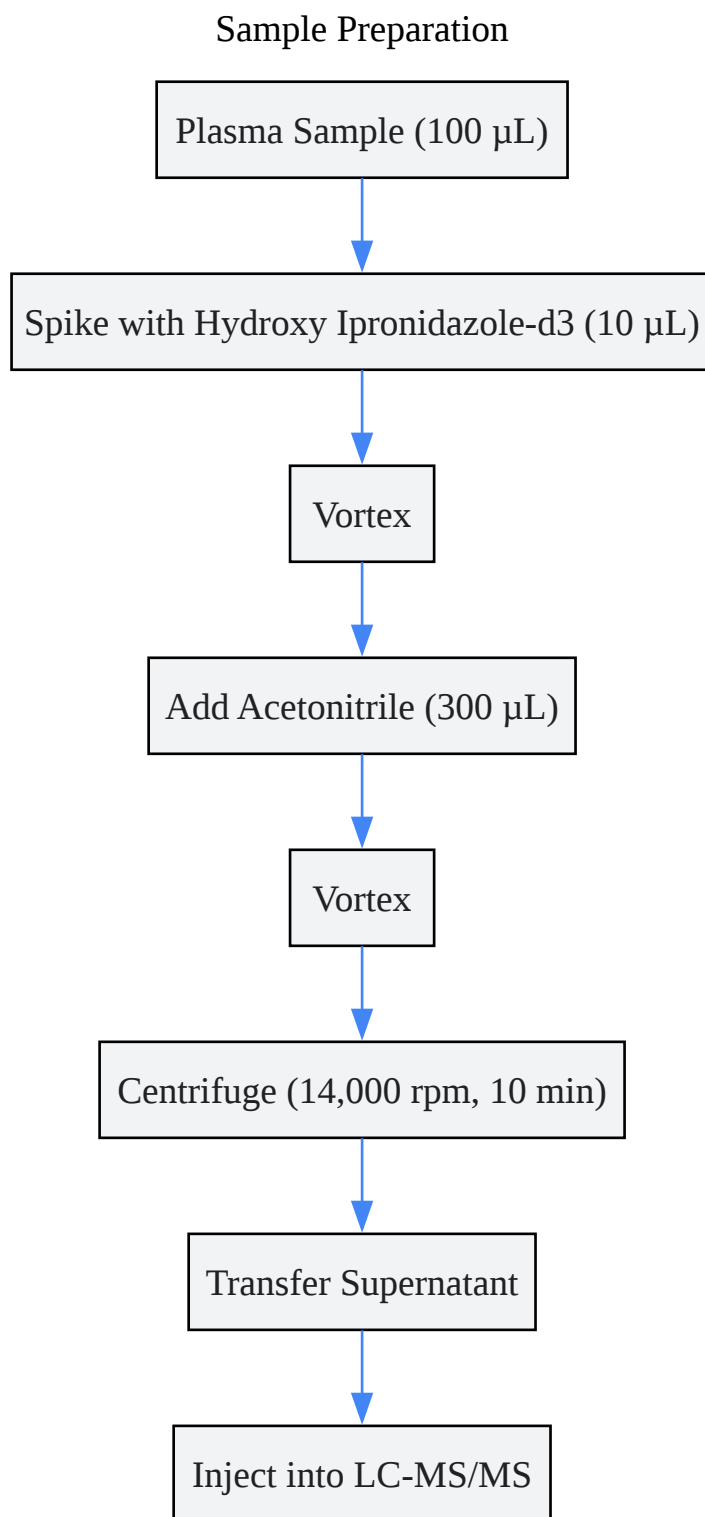 Sample Preparation
Plasma Sample (100 µL)
Spike with Hydroxy Ipronidazole-d3 (10 µL)
Vortex
Add Acetonitrile (300 µL)
Vortex
Centrifuge (14,000 rpm, 10 min)
Transfer Supernatant
Inject into LC-MS/MS